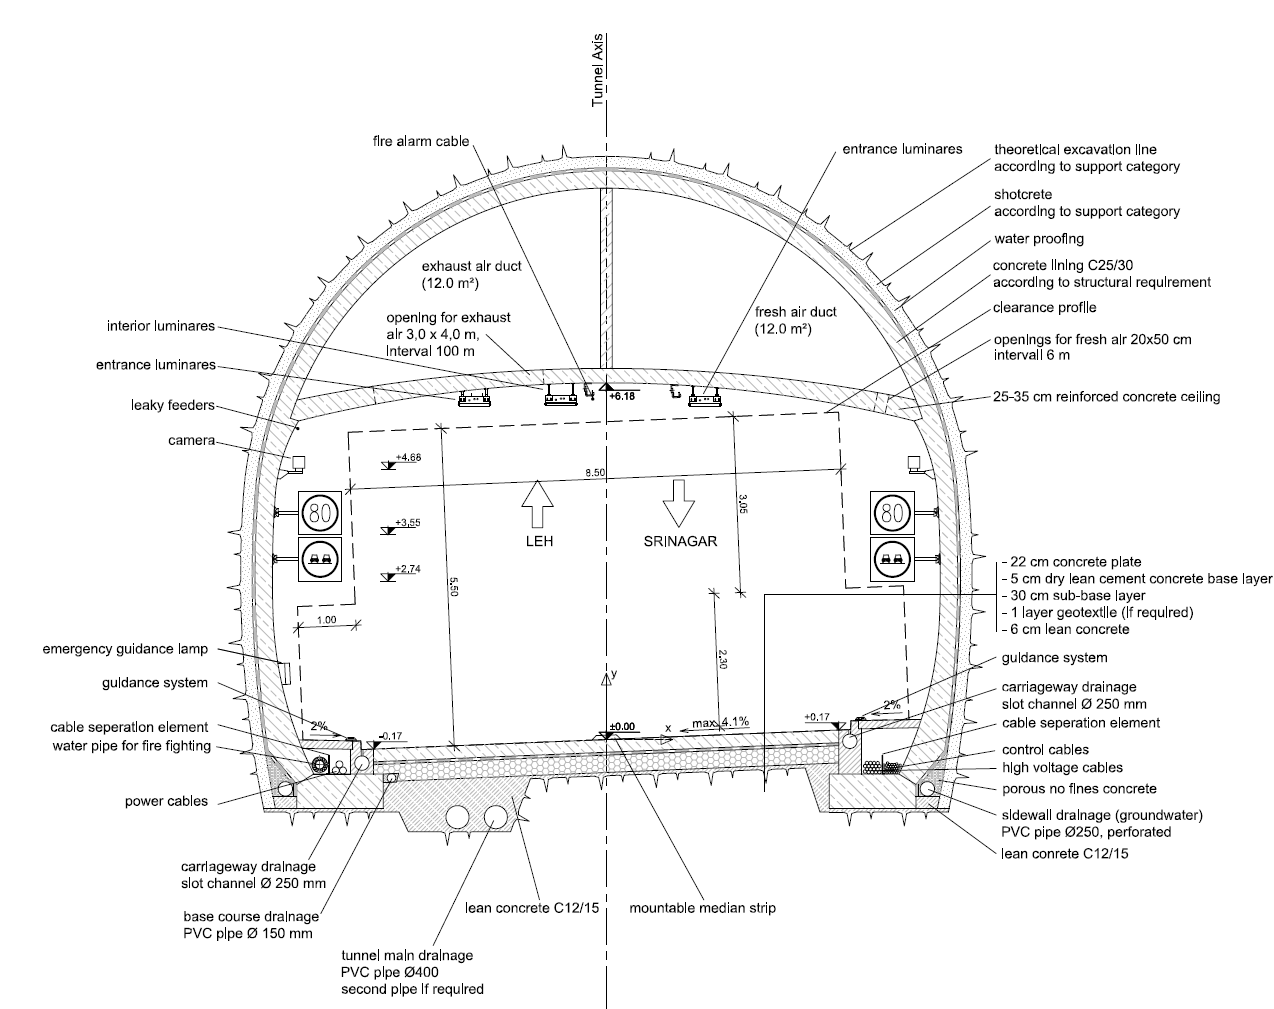 Tunnel Axis
fire alarm cable
entrance luminares
theoretical excavation line
according to support category
shotcrete
according to support category
water proofing
concrete lining C25/30
according to structural requirement
clearance profile
openings for fresh air 20x50 cm
intervall 6 m
25-35 cm reinforced concrete ceiling
exhaust air duct
(12.0 m²)
fresh air duct
(12.0 m²)
opening for exhaust
air 3,0 x 4,0 m,
interval 100 m
interior luminares
entrance luminares
leaky feeders
camera
+6.18
+4.68
8.50
3.05
80
80
+3,55
LEH
SRINAGAR
+2,74
5.50
1.00
2.30
- 22 cm concrete plate
- 5 cm dry lean cement concrete base layer
- 30 cm sub-base layer
- 1 layer geotextile (if required)
- 6 cm lean concrete
emergency guidance lamp
guidance system
cable seperation element
water pipe for fire fighting
power cables
2%
-0.17
±0.00
y
x
max. 4.1%
+0,17
2%
guidance system
carriageway drainage
slot channel Ø 250 mm
cable seperation element
control cables
high voltage cables
porous no fines concrete
sidewall drainage (groundwater)
PVC pipe Ø250, perforated
lean conrete C12/15
carriageway drainage
slot channel Ø 250 mm
base course drainage
PVC pipe Ø 150 mm
lean concrete C12/15
mountable median strip
tunnel main drainage
PVC pipe Ø400
second pipe if required